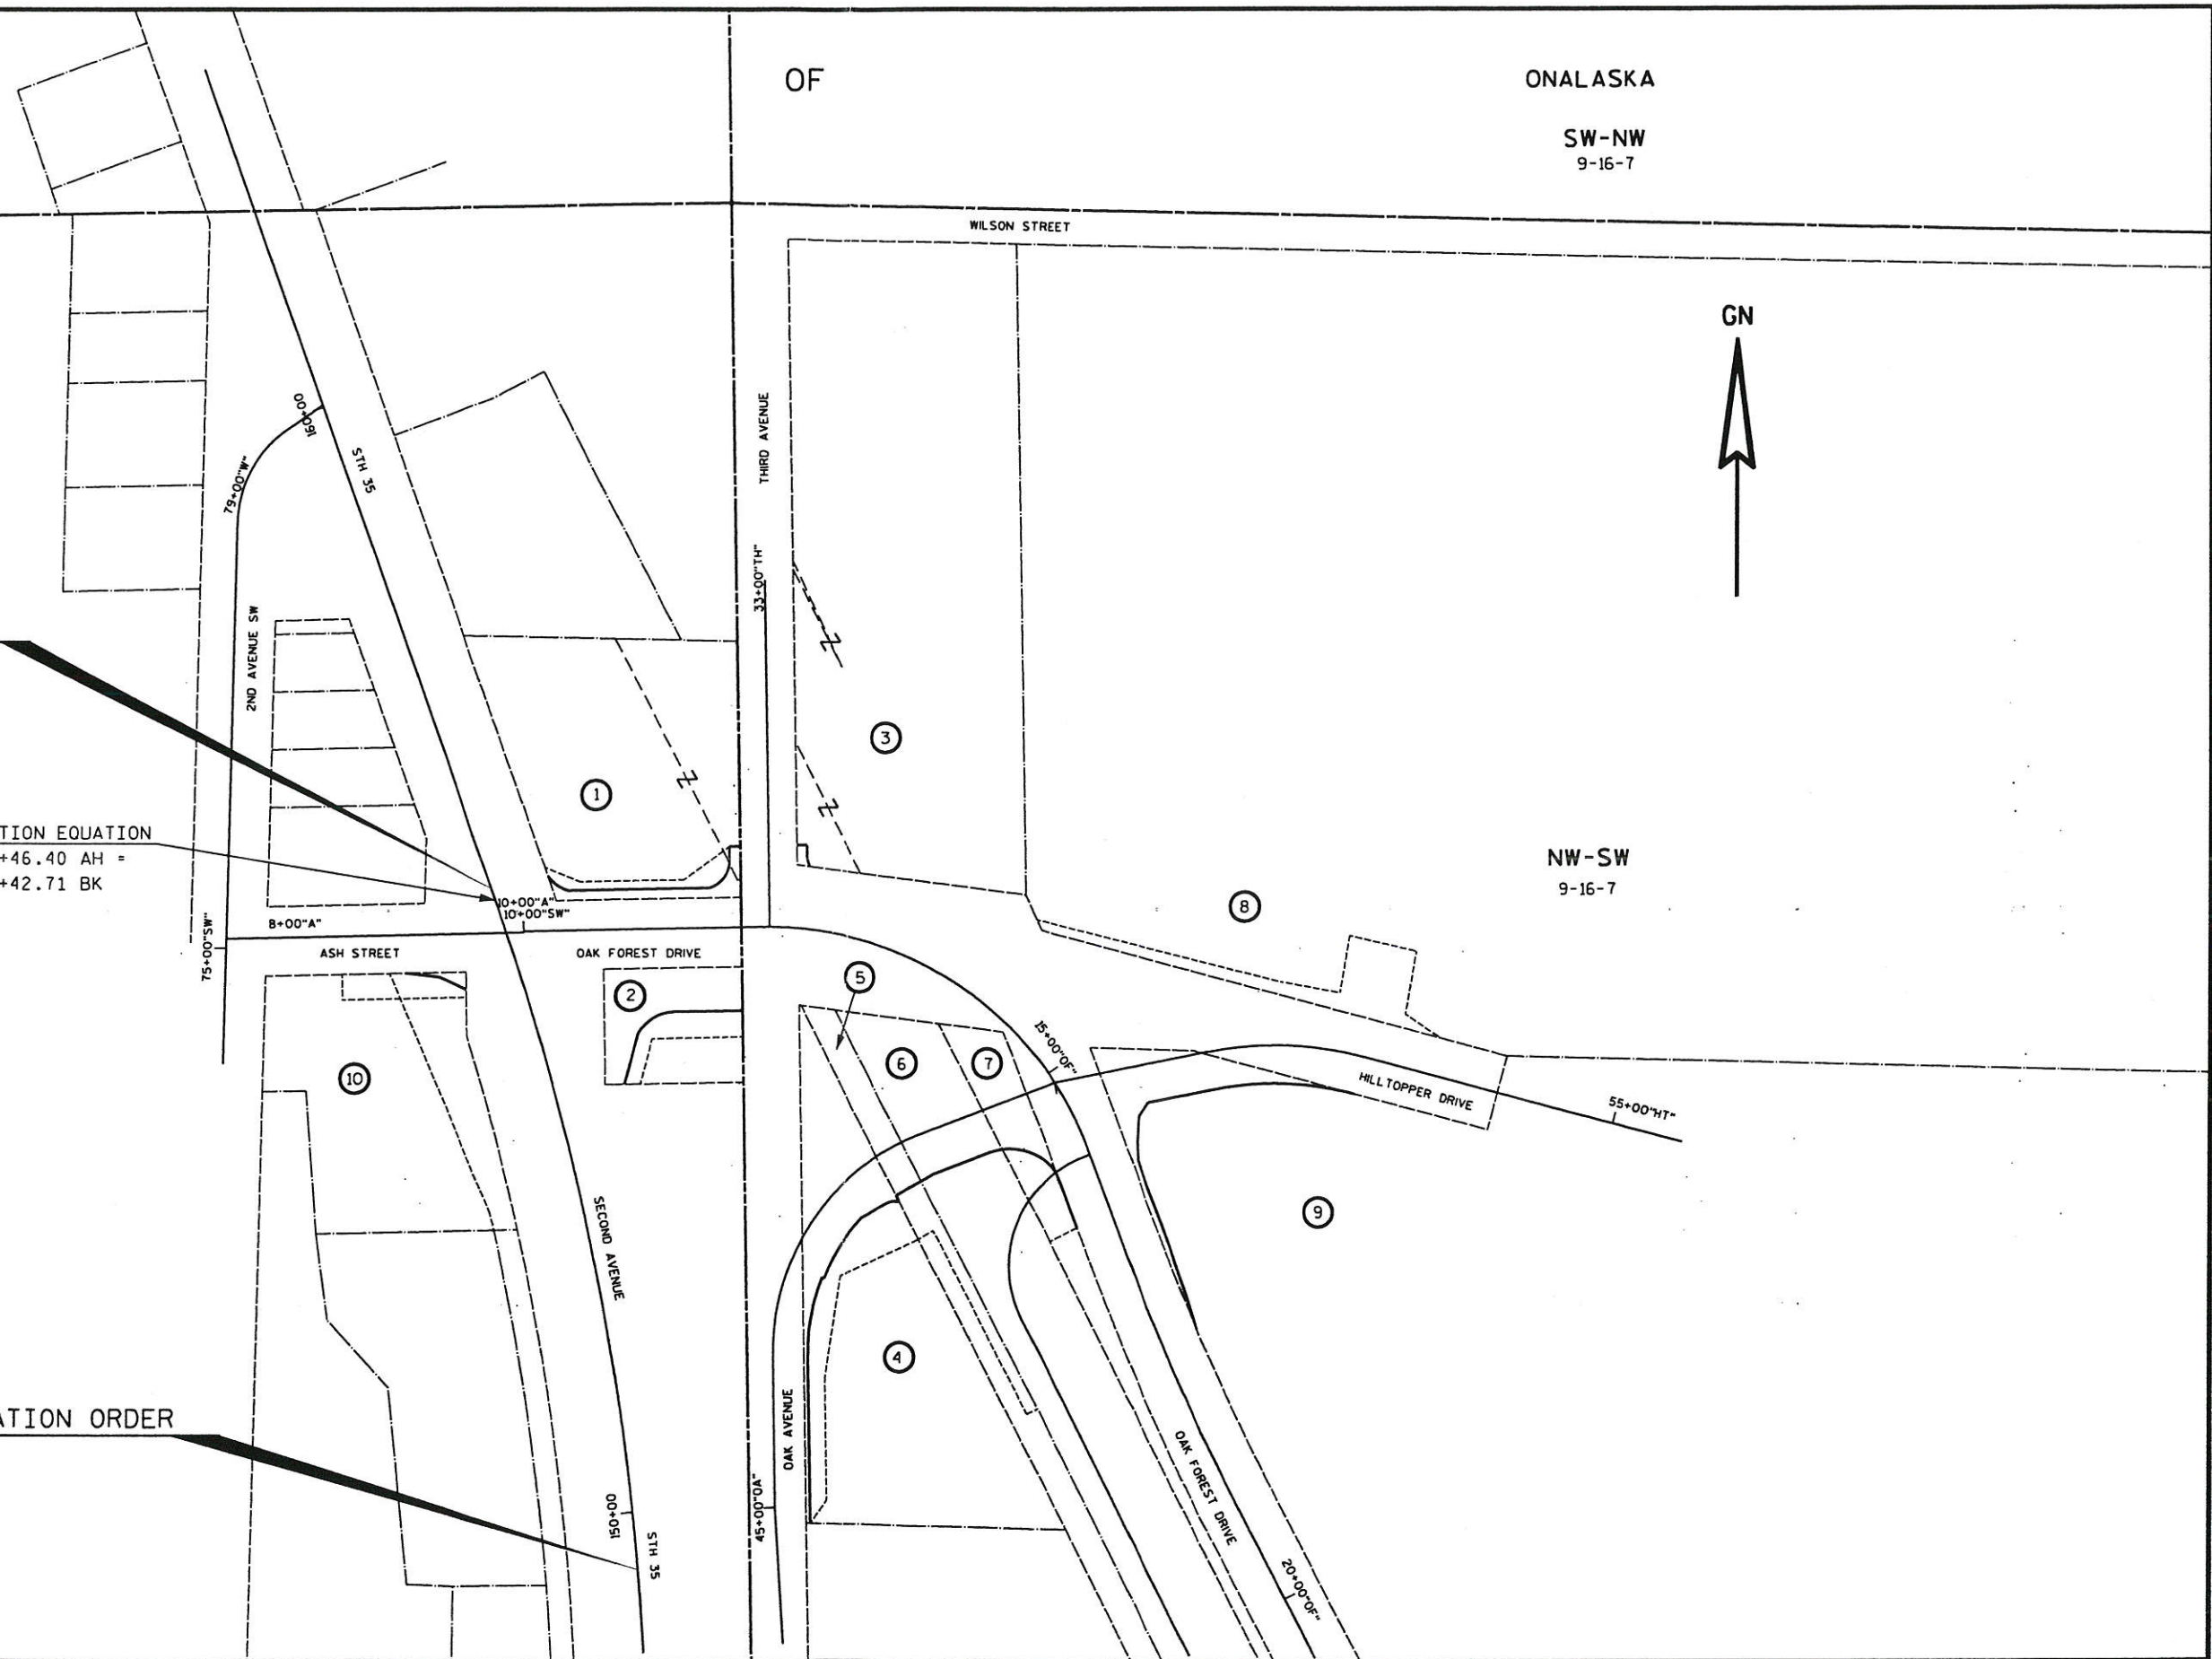 OF
ONALASKA
SW-NW
9-16-7
WILSON STREET
GN
160+00
STH 35
79+00"W"
THIRD AVENUE
33+00"TH"
2ND AVENUE SW
3
1
TION EQUATION
+46.40 AH =
+42.71 BK
NW-SW
9-16-7
8
10+00"A"
10+00"SW"
8+00"A"
75+00"SW"
ASH STREET
OAK FOREST DRIVE
5
2
15+00"OF"
6
7
10
HILLTOPPER DRIVE
55+00"HT"
9
SECOND AVENUE
4
OAK AVENUE
ATION ORDER
OAK FOREST DRIVE
45+00"OA"
151+00
STH 35
20+00"OF"